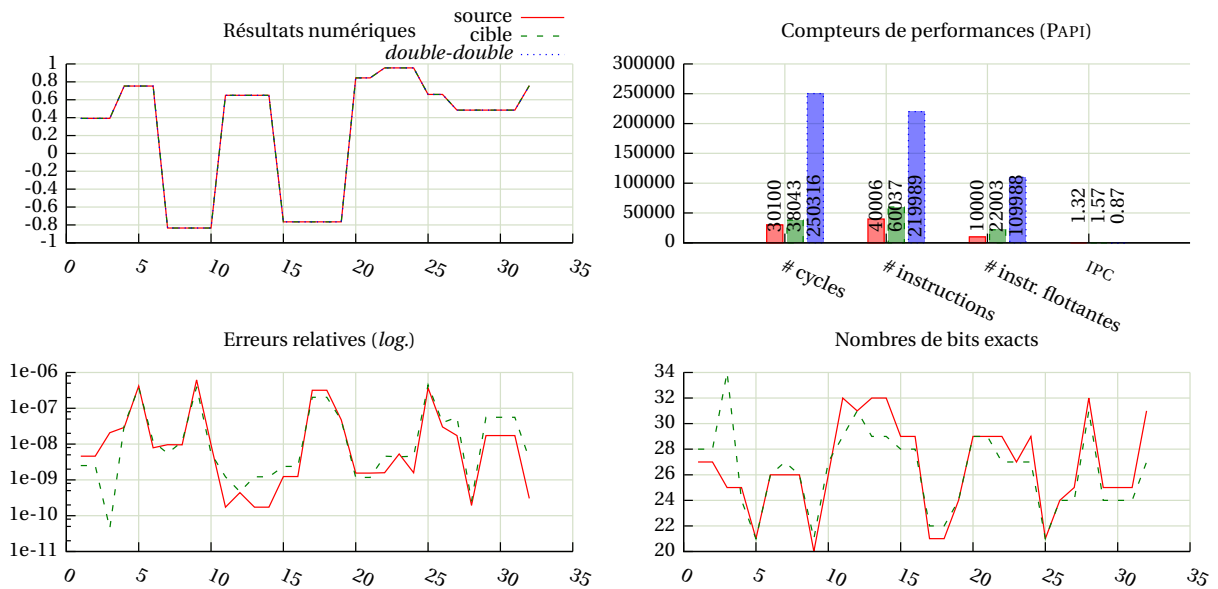 Résultats numériques
source
cible
double-double
1
0.8
0.6
0.4
0.2
0
-0.2
-0.4
-0.6
-0.8
-1
0 5 10 15 20 25 30 35
Compteurs de performances (PAPI)
300000
250000
200000
150000
100000
50000
0
30100
38043
250316
40006
60037
219989
10000
22003
109988
1.32
1.57
0.87
# cycles
# instructions
# instr. flottantes
IPC
Erreurs relatives (log.)
1e-06
1e-07
1e-08
1e-09
1e-10
1e-11
0 5 10 15 20 25 30 35
Nombres de bits exacts
34
32
30
28
26
24
22
20
0 5 10 15 20 25 30 35